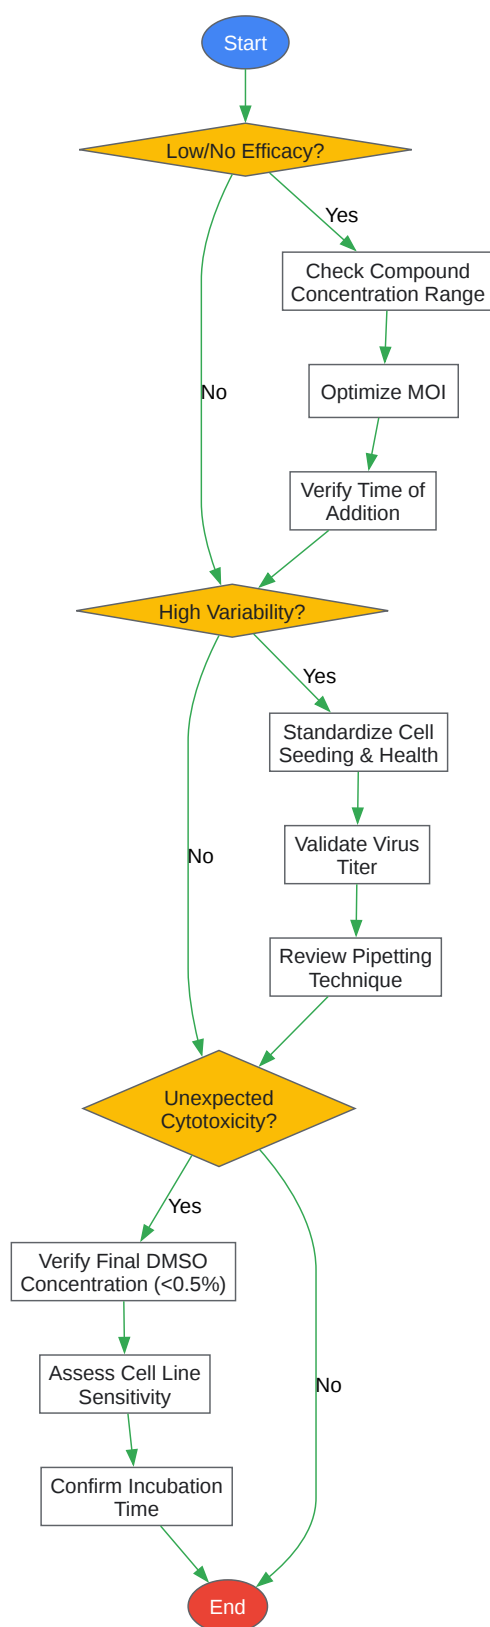 Start
Low/No Efficacy?
Yes
Check Compound
Concentration Range
Optimize MOI
No
Verify Time of
Addition
High Variability?
Yes
Standardize Cell
Seeding & Health
Validate Virus
Titer
No
Review Pipetting
Technique
Unexpected
Cytotoxicity?
Yes
Verify Final DMSO
Concentration (<0.5%)
Assess Cell Line
Sensitivity
No
Confirm Incubation
Time
End